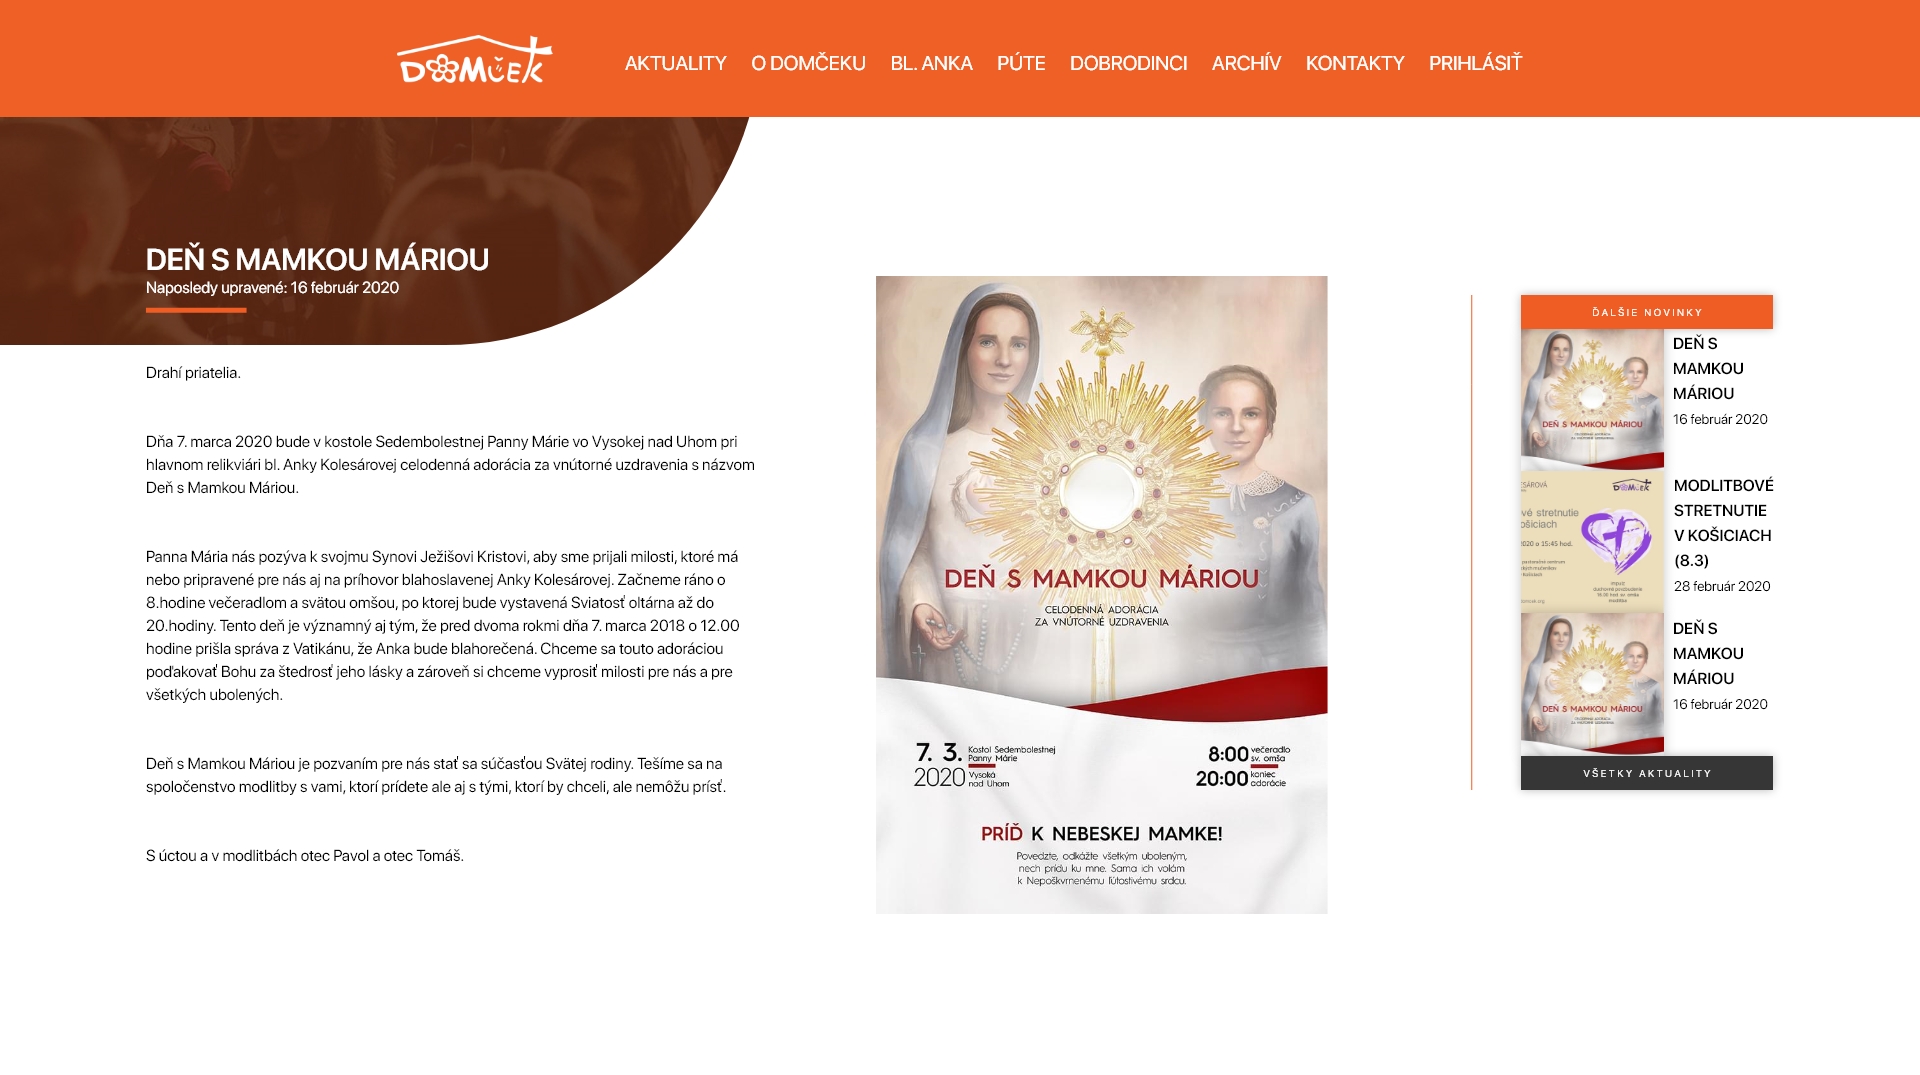 DOMČEK
AKTUALITY
O DOMČEKU
BL. ANKA
PÚTE
DOBRODINCI
ARCHÍV
KONTAKTY
PRIHLÁSIŤ
DEŇ S MAMKOU MÁRIOU
Naposledy upravené: 16 február 2020
Drahí priatelia.
Dňa 7. marca 2020 bude v kostole Sedembolestnej Panny Márie vo Vysokej nad Uhom pri
hlavnom relikviári bl. Anky Kolesárovej celodenná adorácia za vnútorné uzdravenia s názvom
Deň s Mamkou Máriou.
Panna Mária nás pozýva k svojmu Synovi Ježišovi Kristovi, aby sme prijali milosti, ktoré má
nebo pripravené pre nás aj na príhovor blahoslavenej Anky Kolesárovej. Začneme ráno o
8.hodine večeradlom a svätou omšou, po ktorej bude vystavená Sviatosť oltárna až do
20.hodiny. Tento deň je významný aj tým, že pred dvoma rokmi dňa 7. marca 2018 o 12.00
hodine prišla správa z Vatikánu, že Anka bude blahorečená. Chceme sa touto adoráciou
poďakovať Bohu za štedrosť jeho lásky a zároveň si chceme vyprosiť milosti pre nás a pre
všetkých ubolených.
Deň s Mamkou Máriou je pozvaním pre nás stať sa súčasťou Svätej rodiny. Tešíme sa na
spoločenstvo modlitby s vami, ktorí prídete ale aj s tými, ktorí by chceli, ale nemôžu prísť.
S úctou a v modlitbách otec Pavol a otec Tomáš.
DEŇ S MAMKOU MÁRIOU
CELODENNÁ ADORÁCIA
ZA VNÚTORNÉ UZDRAVENIA
7. 3.
2020
Kostol Sedembolestnej
Panny Márie
Vysoká
nad Uhom
8:00 večeradlo
sv. omša
20:00 koniec
adorácie
PRÍĎ K NEBESKEJ MAMKE!
Povedzte, odkážte všetkým uboleným,
nech prídu ku mne. Sama ich volám
k Nepoškvrnenému ľútostivému srdcu.
ĎALŠIE NOVINKY
DEŇ S MAMKOU MÁRIOU
DEŇ S
MAMKOU
MÁRIOU
16 február 2020
DOMČEK
MODLITBOVÉ
STRETNUTIE
V KOŠICIACH
(8.3)
28 február 2020
DEŇ S MAMKOU MÁRIOU
DEŇ S
MAMKOU
MÁRIOU
16 február 2020
VŠETKY AKTUALITY